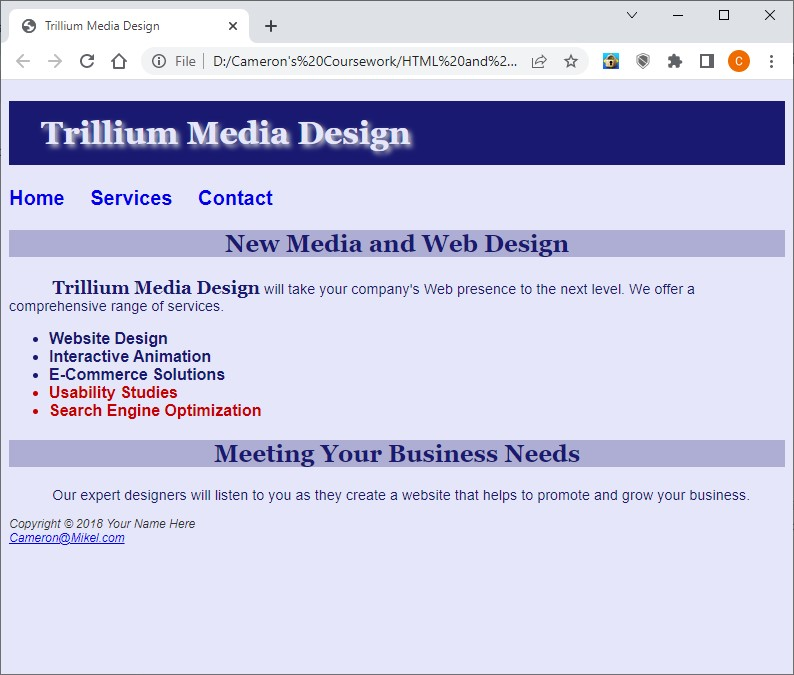 Trillium Media Design
File
D:/Cameron's%20Coursework/HTML%20and%2...
C
Trillium Media Design
Home Services Contact
New Media and Web Design
Trillium Media Design will take your company's Web presence to the next level. We offer a
comprehensive range of services.
• Website Design
• Interactive Animation
• E-Commerce Solutions
• Usability Studies
• Search Engine Optimization
Meeting Your Business Needs
Our expert designers will listen to you as they create a website that helps to promote and grow your business.
Copyright © 2018 Your Name Here
Cameron@Mikel.com